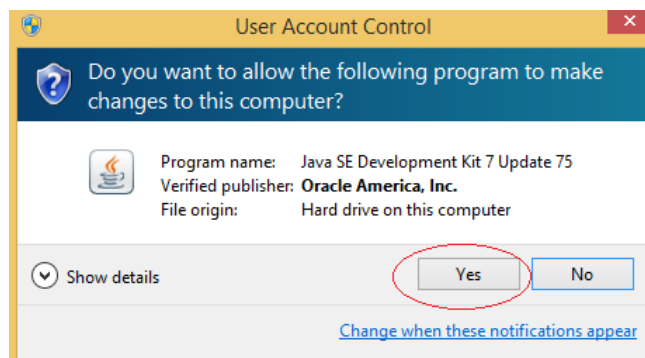 User Account Control
Do you want to allow the following program to make
changes to this computer?
Program name: Java SE Development Kit 7 Update 75
Verified publisher: Oracle America, Inc.
File origin: Hard drive on this computer
Show details
Yes No
Change when these notifications appear